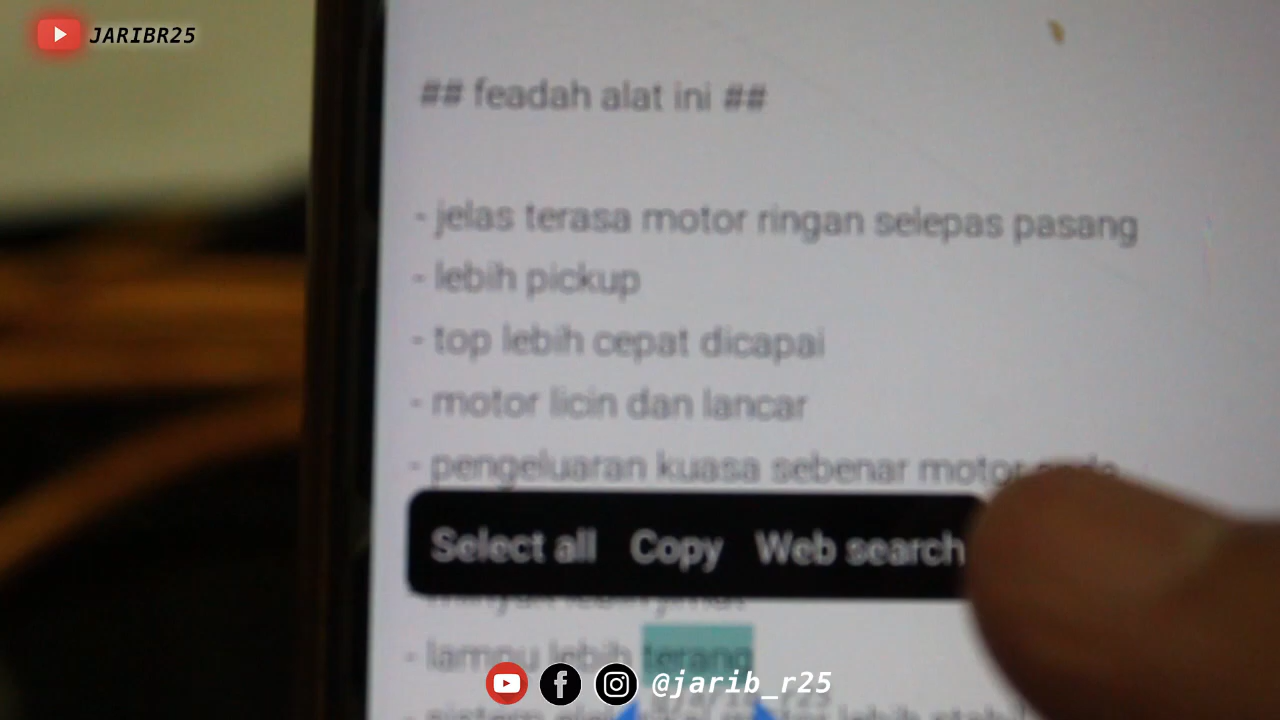 JARIBR25
## feadah alat ini ##
- jelas terasa motor ringan selepas pasang
- lebih pickup
- top lebih cepat dicapai
- motor licin dan lancar
- pengeluaran kuasa sebenar motor
Select all Copy Web search
- lampu lebih terang
@jarib_r25